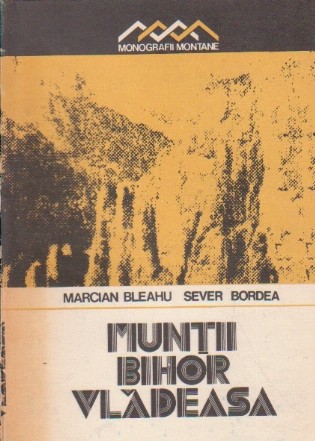 MONOGRAFII MONTANE
MARCIAN BLEAHU SEVER BORDEA
MUNȚII
BIHOR
VLĂDEASA